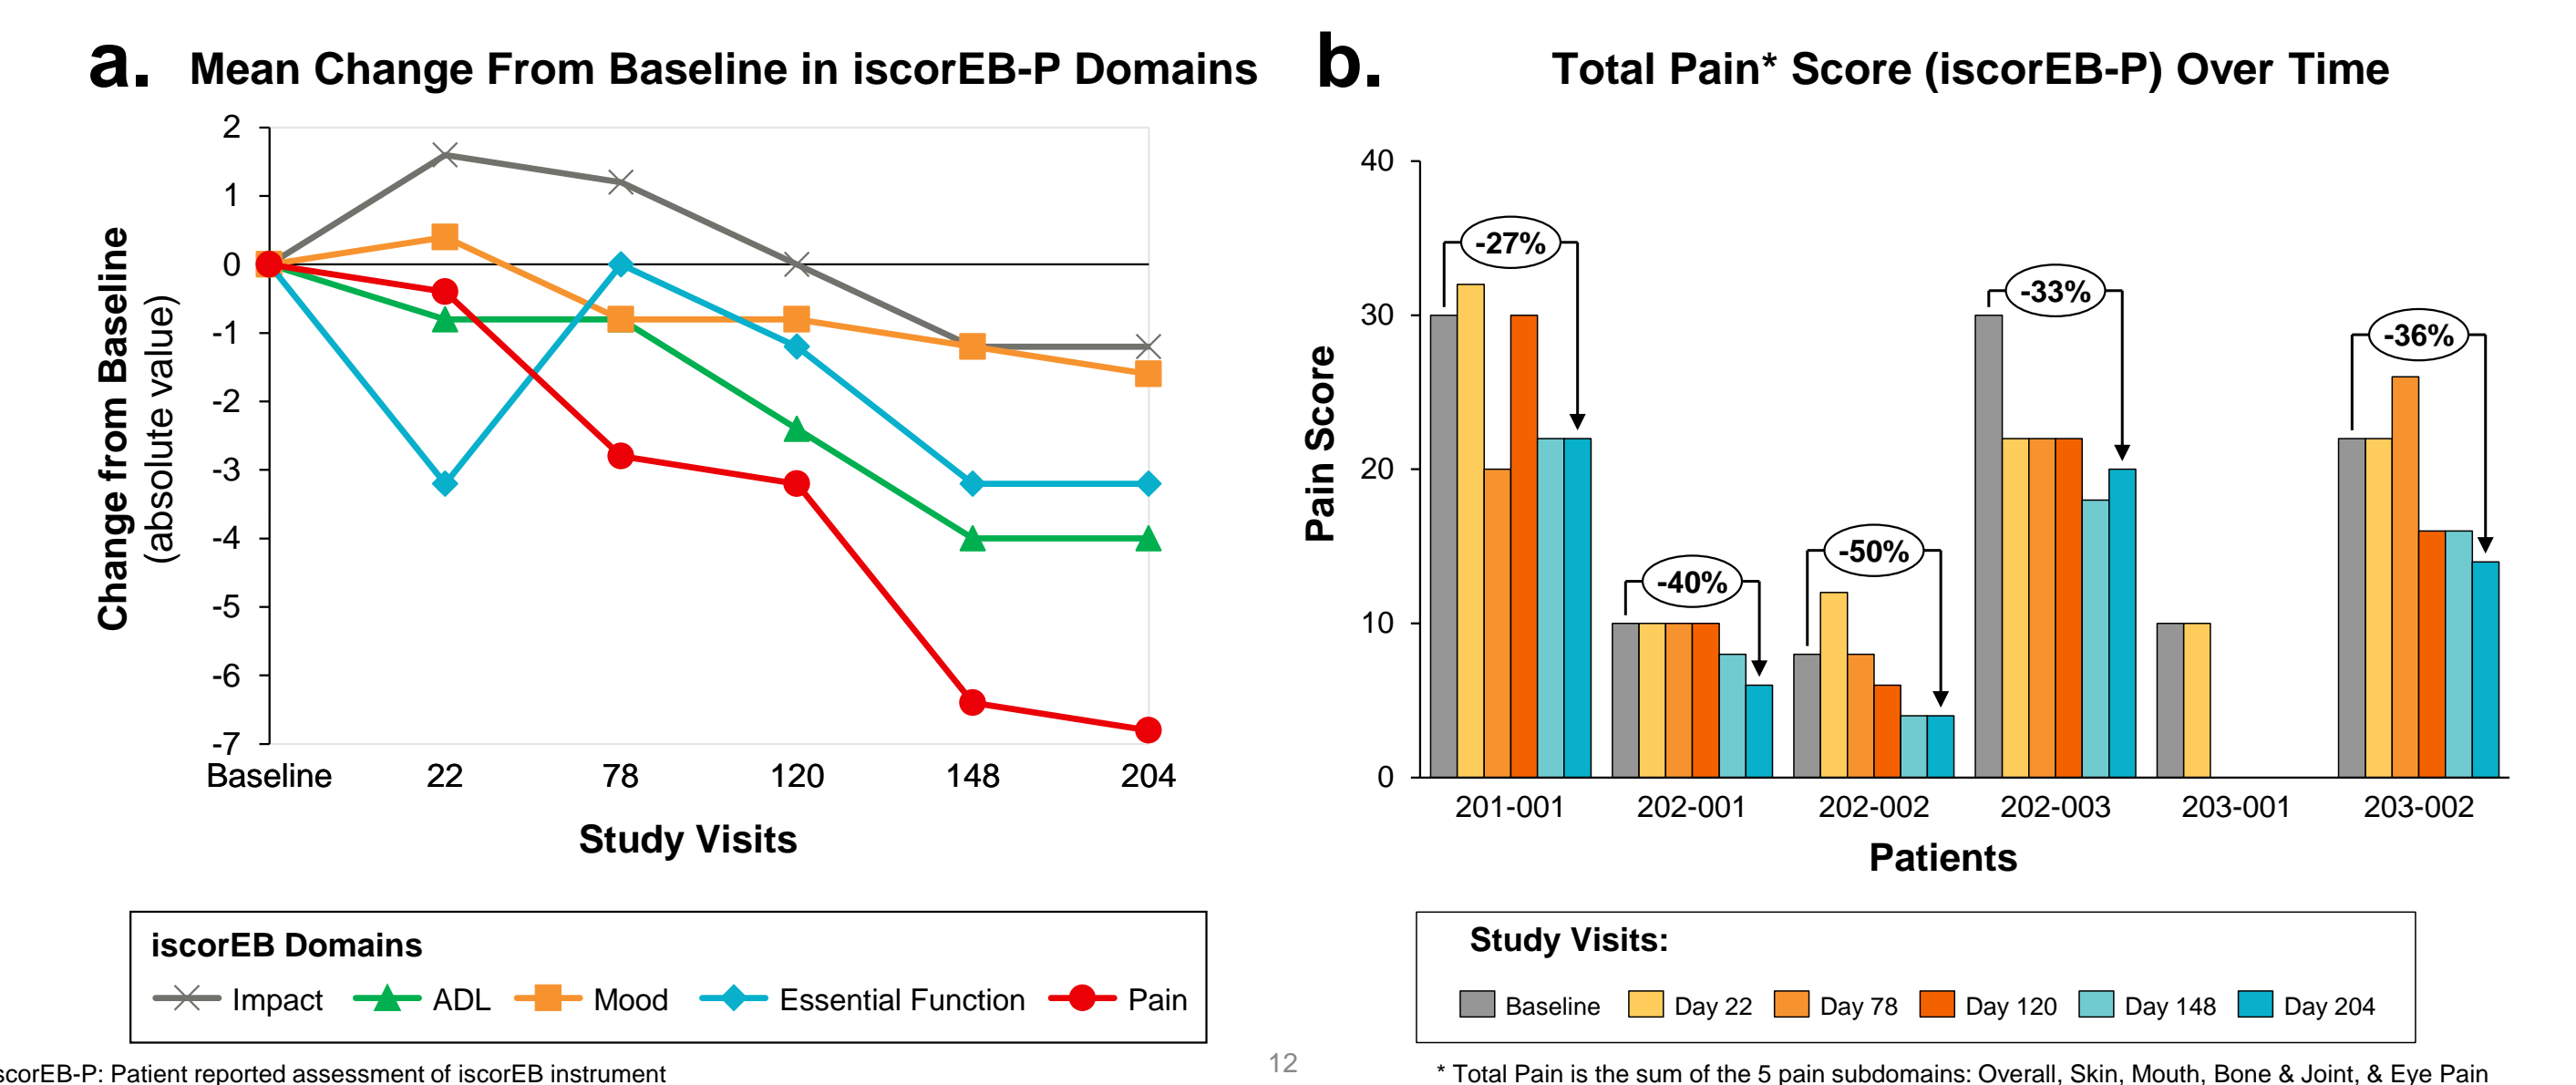 a. Mean Change From Baseline in iscorEB-P Domains
2
1
0
-1
-2
-3
-4
-5
-6
-7
Change from Baseline
(absolute value)
Baseline 22 78 120 148 204
Study Visits
iscorEB Domains
Impact ADL Mood Essential Function Pain
scorEB-P: Patient reported assessment of iscorEB instrument
12
b. Total Pain* Score (iscorEB-P) Over Time
40
30
20
10
0
Pain Score
-27%
-40%
-50%
-33%
-36%
201-001 202-001 202-002 202-003 203-001 203-002
Patients
Study Visits:
Baseline Day 22 Day 78 Day 120 Day 148 Day 204
* Total Pain is the sum of the 5 pain subdomains: Overall, Skin, Mouth, Bone & Joint, & Eye Pain